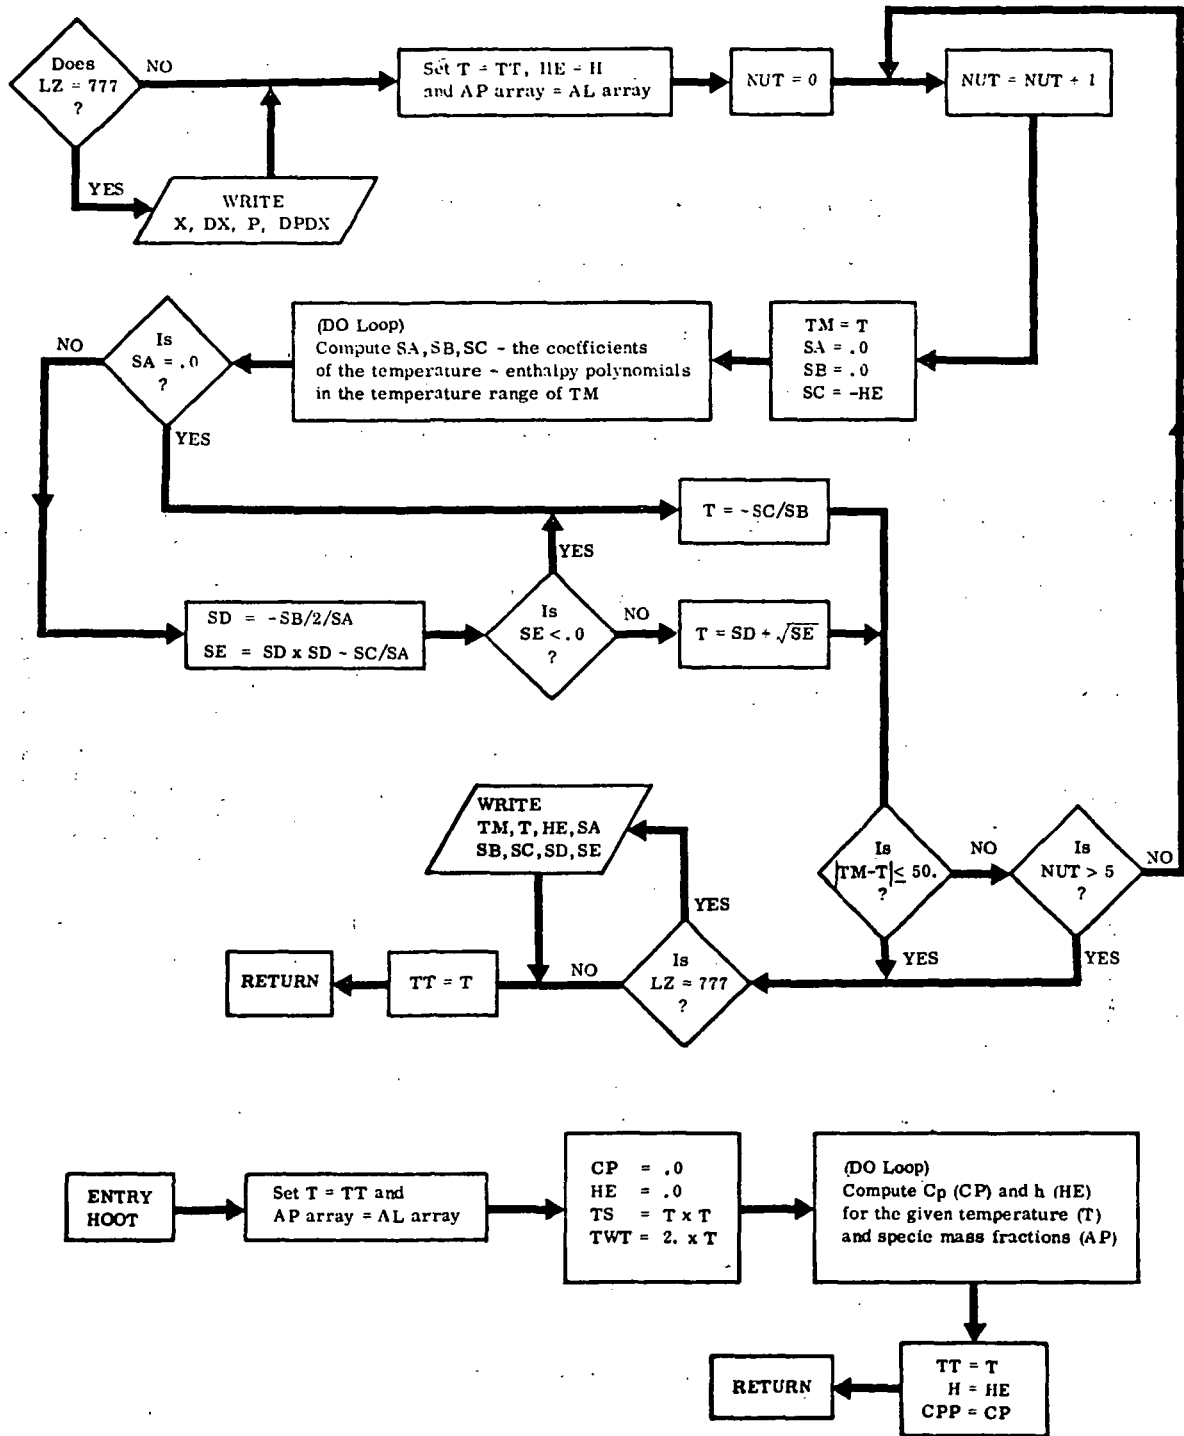 Does
LZ = 777
?
NO
YES
WRITE
X, DX, P, DPDX
Set T = TT, HE = H
and AP array = AL array
NUT = 0
NUT = NUT + 1
TM = T
SA = .0
SB = .0
SC = -HE
(DO Loop)
Compute SA, SB, SC - the coefficients
of the temperature - enthalpy polynomials
in the temperature range of TM
Is
SA = .0
?
NO
YES
T = -SC/SB
YES
SD = -SB/2/SA
SE = SD x SD - SC/SA
Is
SE < .0
?
NO
T = SD + √SE
WRITE
TM, T, HE, SA
SB, SC, SD, SE
Is
|TM-T| ≤ 50.
?
NO
YES
Is
NUT > 5
?
NO
YES
Is
LZ = 777
?
YES
NO
TT = T
RETURN
ENTRY
HOOT
Set T = TT and
AP array = AL array
CP = .0
HE = .0
TS = T x T
TWT = 2. x T
(DO Loop)
Compute Cp (CP) and h (HE)
for the given temperature (T)
and specie mass fractions (AP)
TT = T
H = HE
CPP = CP
RETURN